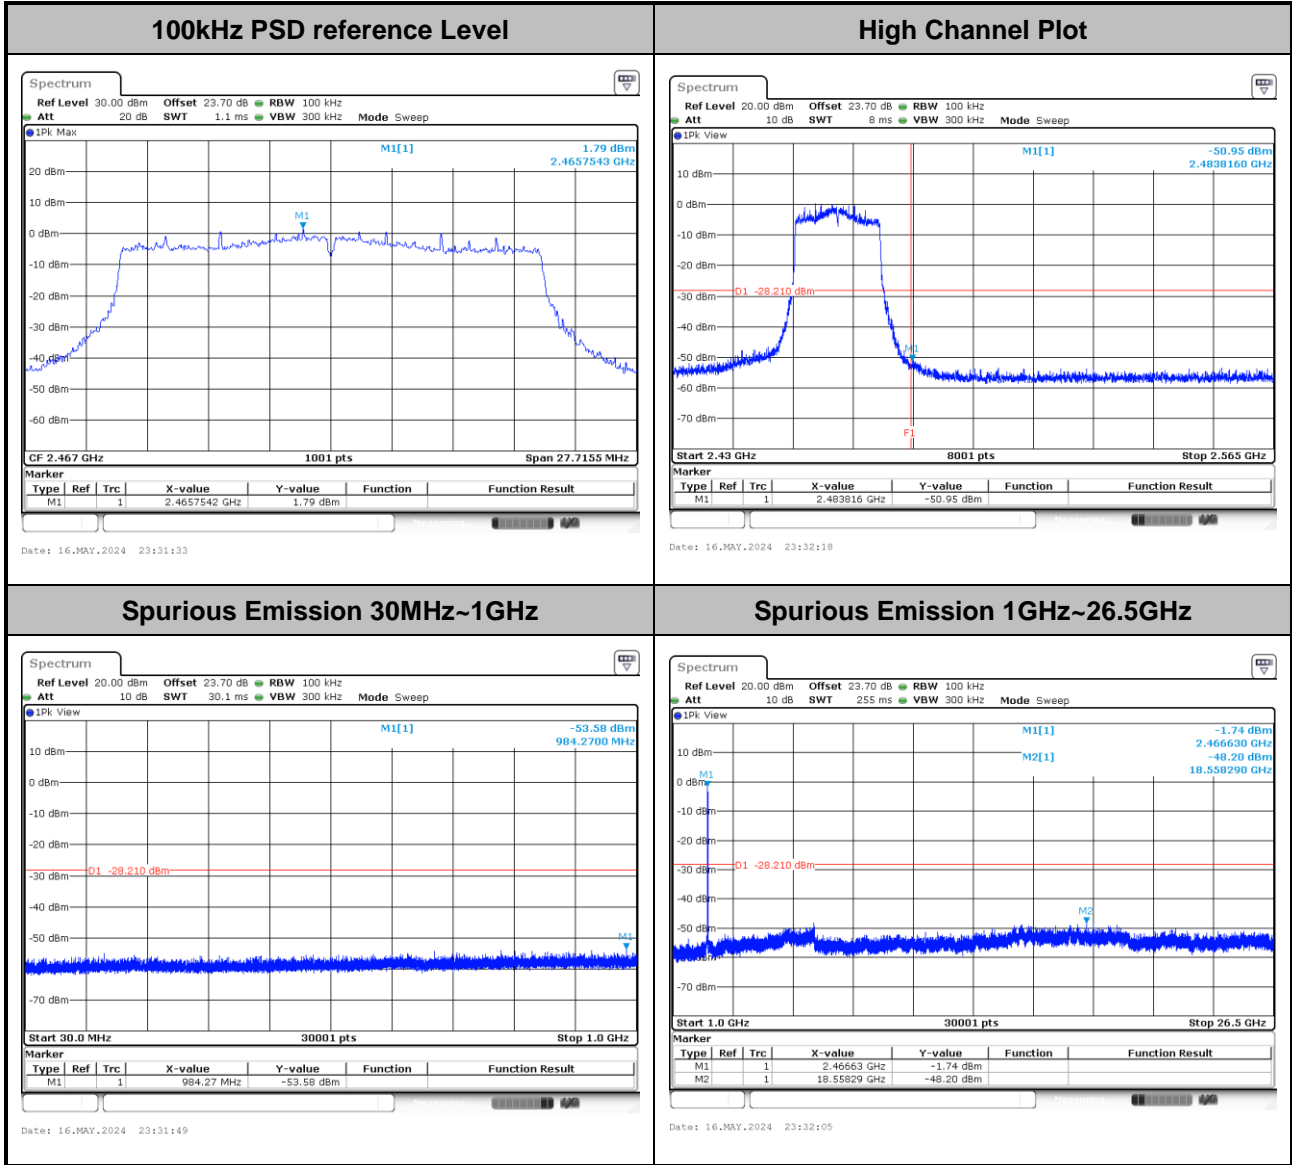 100kHz PSD reference Level
Spectrum
Ref Level 30.00 dBm Offset 23.70 dB RBW 100 kHz
Att 20 dB SWT 1.1 ms VBW 300 kHz Mode Sweep
1Pk Max
M1[1] 1.79 dBm
2.4657543 GHz
20 dBm
10 dBm
M1
0 dBm
-10 dBm
-20 dBm
-30 dBm
-40 dBm
-50 dBm
-60 dBm
CF 2.467 GHz 1001 pts Span 27.7155 MHz
Marker
Type Ref Trc X-value Y-value Function Function Result
M1 1 2.4657542 GHz 1.79 dBm
Measuring
Date: 16.MAY.2024 23:31:33
High Channel Plot
Spectrum
Ref Level 20.00 dBm Offset 23.70 dB RBW 100 kHz
Att 10 dB SWT 8 ms VBW 300 kHz Mode Sweep
1Pk View
M1[1] -50.95 dBm
2.4838160 GHz
10 dBm
0 dBm
-10 dBm
-20 dBm
D1 -28.210 dBm
-30 dBm
-40 dBm
M1
-50 dBm
-60 dBm
-70 dBm
F1
Start 2.43 GHz 8001 pts Stop 2.565 GHz
Marker
Type Ref Trc X-value Y-value Function Function Result
M1 1 2.483816 GHz -50.95 dBm
Measuring
Date: 16.MAY.2024 23:32:18
Spurious Emission 30MHz~1GHz
Spectrum
Ref Level 20.00 dBm Offset 23.70 dB RBW 100 kHz
Att 10 dB SWT 30.1 ms VBW 300 kHz Mode Sweep
1Pk View
M1[1] -53.58 dBm
984.2700 MHz
10 dBm
0 dBm
-10 dBm
-20 dBm
D1 -28.210 dBm
-30 dBm
-40 dBm
-50 dBm
M1
-70 dBm
Start 30.0 MHz 30001 pts Stop 1.0 GHz
Marker
Type Ref Trc X-value Y-value Function Function Result
M1 1 984.27 MHz -53.58 dBm
Measuring
Date: 16.MAY.2024 23:31:49
Spurious Emission 1GHz~26.5GHz
Spectrum
Ref Level 20.00 dBm Offset 23.70 dB RBW 100 kHz
Att 10 dB SWT 255 ms VBW 300 kHz Mode Sweep
1Pk View
M1[1] -1.74 dBm
2.466630 GHz
M2[1] -48.20 dBm
18.558290 GHz
10 dBm
M1
0 dBm
-10 dBm
-20 dBm
D1 -28.210 dBm
-30 dBm
-40 dBm
M2
-50 dBm
-70 dBm
Start 1.0 GHz 30001 pts Stop 26.5 GHz
Marker
Type Ref Trc X-value Y-value Function Function Result
M1 1 2.46663 GHz -1.74 dBm
M2 1 18.55829 GHz -48.20 dBm
Measuring
Date: 16.MAY.2024 23:32:05